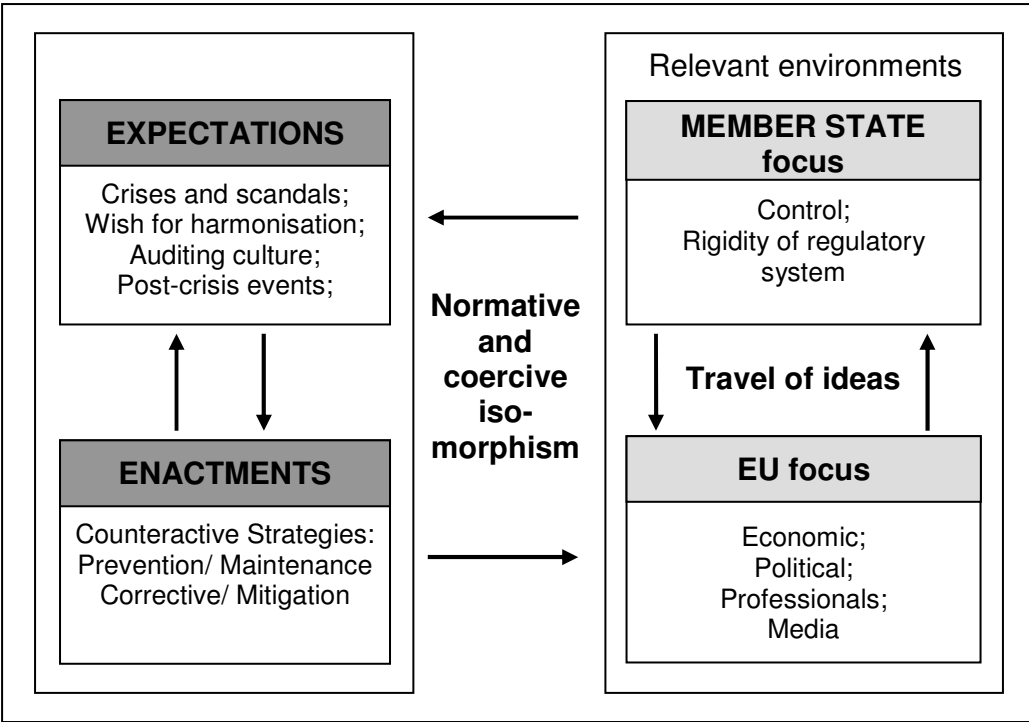 EXPECTATIONS
Crises and scandals;
Wish for harmonisation;
Auditing culture;
Post-crisis events;
ENACTMENTS
Counteractive Strategies:
Prevention/ Maintenance
Corrective/ Mitigation
Normative
and
coercive
iso-
morphism
Relevant environments
MEMBER STATE
focus
Control;
Rigidity of regulatory
system
Travel of ideas
EU focus
Economic;
Political;
Professionals;
Media